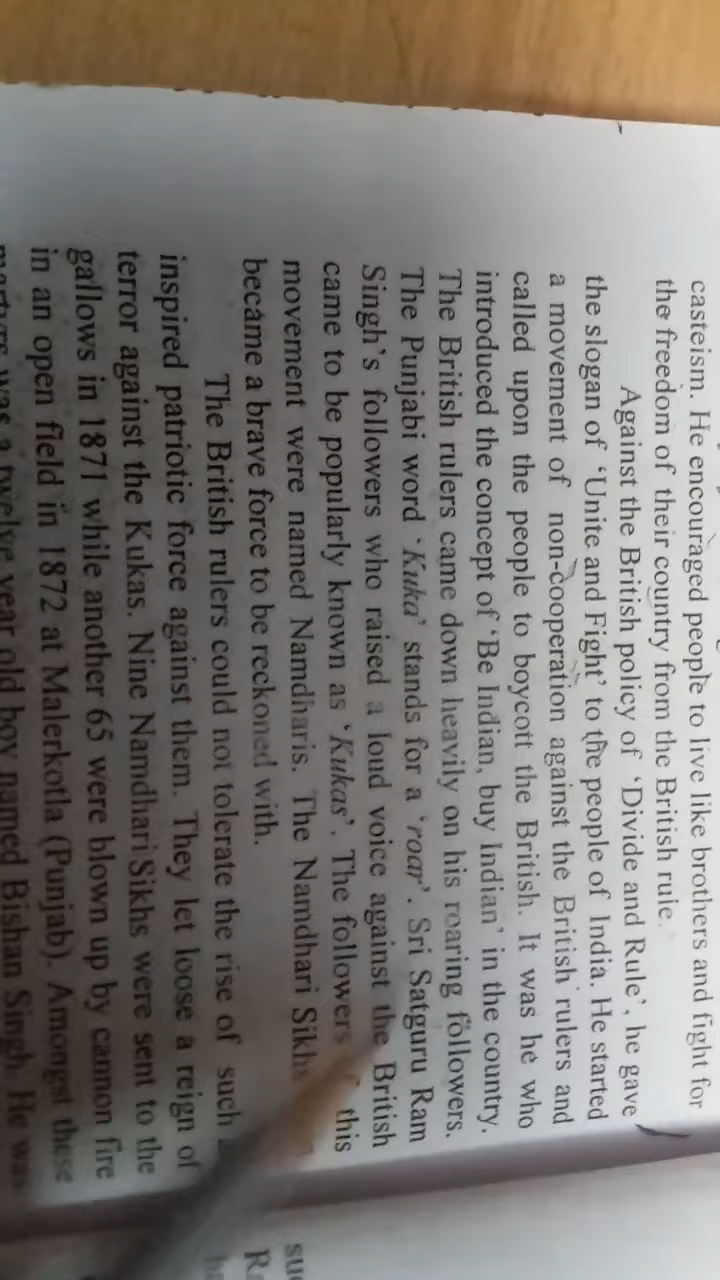 casteism. He encouraged people to live like brothers and fight for
the freedom of their country from the British rule.
Against the British policy of ‘Divide and Rule’, he gave
the slogan of ‘Unite and Fight’ to the people of India. He started
a movement of non-cooperation against the British rulers and
called upon the people to boycott the British. It was he who
introduced the concept of ‘Be Indian, buy Indian’ in the country.
The British rulers came down heavily on his roaring followers.
The Punjabi word ‘Kuka’ stands for a ‘roar’. Sri Satguru Ram
Singh’s followers who raised a loud voice against the British
came to be popularly known as ‘Kukas’. The followers this
movement were named Namdharis. The Namdhari Sikhs
became a brave force to be reckoned with.
The British rulers could not tolerate the rise of such
inspired patriotic force against them. They let loose a reign of
terror against the Kukas. Nine Namdhari Sikhs were sent to the
gallows in 1871 while another 65 were blown up by cannon fire
in an open field in 1872 at Malerkotla (Punjab). Amongst these
martyrs was a twelve year old boy named Bishan Singh. He was